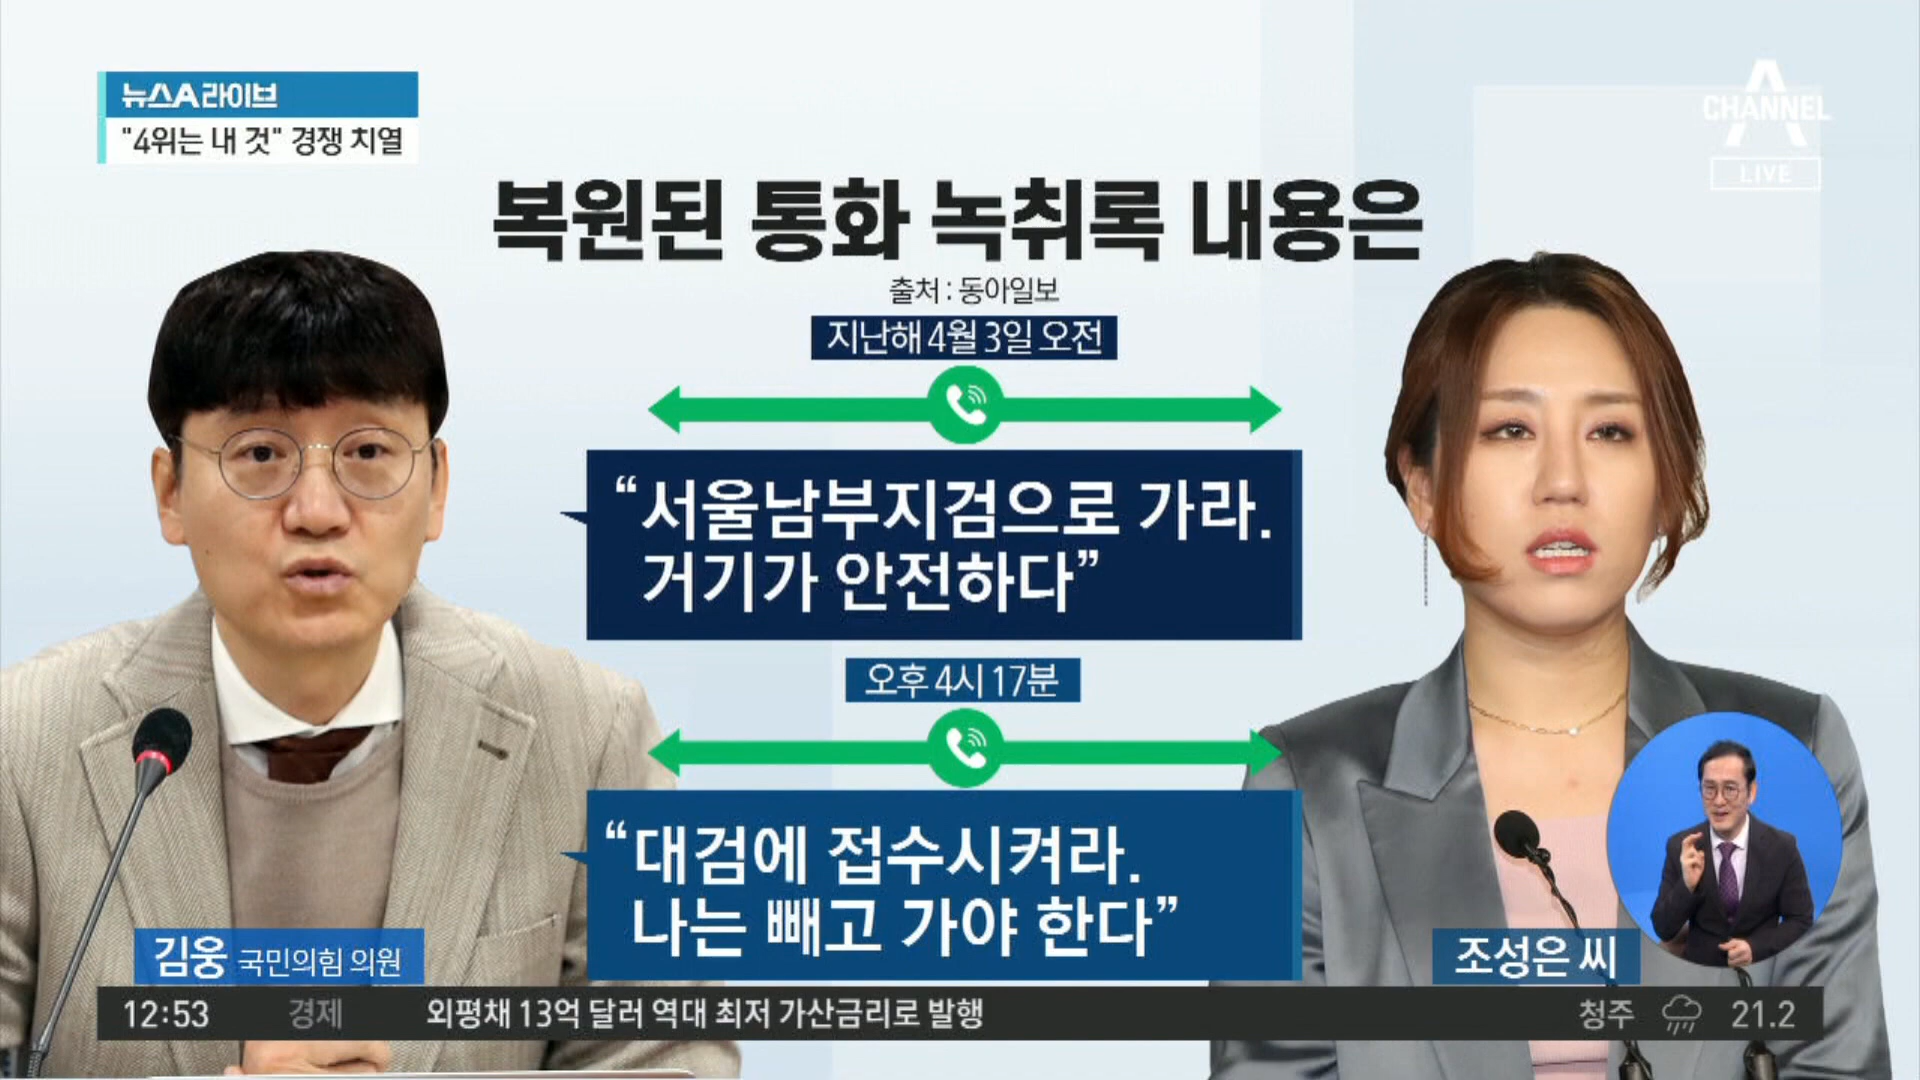 뉴스A라이브
"4위는 내 것" 경쟁 치열
CHANNEL A
LIVE
복원된 통화 녹취록 내용은
출처 : 동아일보
지난해 4월 3일 오전
“서울남부지검으로 가라.
거기가 안전하다”
오후 4시 17분
“대검에 접수시켜라.
나는 빼고 가야 한다”
김웅 국민의힘 의원
조성은 씨
12:53 경제 외평채 13억 달러 역대 최저 가산금리로 발행 청주 21.2